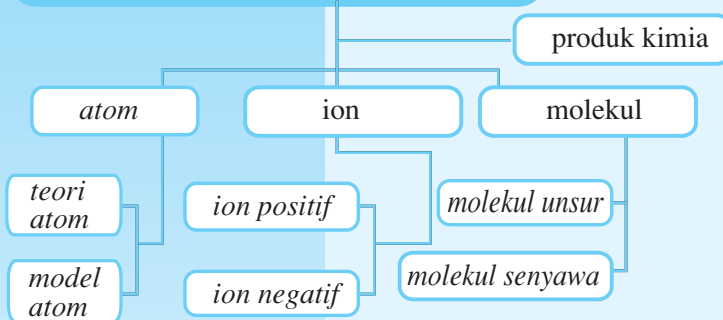 produk kimia
atom
ion
molekul
teori
atom
ion positif
molekul unsur
model
atom
ion negatif
molekul senyawa